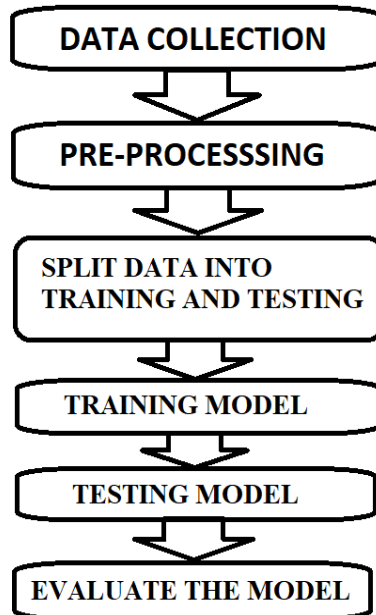 DATA COLLECTION
PRE-PROCESSSING
SPLIT DATA INTO
TRAINING AND TESTING
TRAINING MODEL
TESTING MODEL
EVALUATE THE MODEL